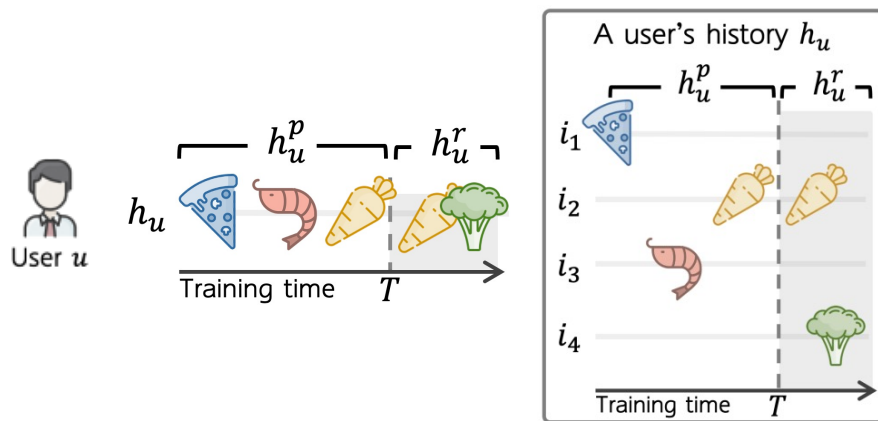 User u
h_u^p
h_u^r
h_u
Training time
T
A user's history h_u
h_u^p
h_u^r
i_1
i_2
i_3
i_4
Training time
T